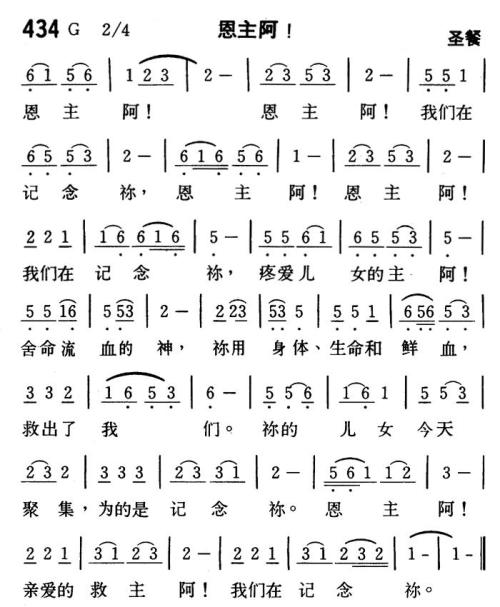 434 G 2/4 恩主阿！ 圣餐
6 1 5 6 | 1 2 3 | 2 - | 2 3 5 3 | 2 - | 5 5 1 |
恩 主 阿！ 恩 主 阿！ 我们在
6 5 5 3 | 2 - | 6 1 6 5 6 | 1 - | 2 3 5 3 | 2 - |
记 念 祢，恩 主 阿！恩 主 阿！
2 2 1 | 1 6 6 1 6 | 5 - | 5 5 6 1 | 6 5 5 3 | 5 - |
我们在 记 念 祢，疼爱儿 女的主 阿！
5 5 1 6 | 5 5 3 | 2 - | 2 2 3 | 5 3 5 | 5 5 1 | 6 5 6 5 3 |
舍命流 血的 神，祢用 身体、生命和 鲜 血，
3 3 2 | 1 6 5 3 | 6 - | 5 5 6 | 1 6 1 | 5 5 3 |
救出了 我 们。祢的 儿 女 今天
2 3 2 | 3 3 3 | 2 3 3 1 | 2 - | 5 6 1 1 2 | 3 - |
聚 集，为的是 记 念 祢。恩 主 阿！
2 2 1 | 3 1 2 3 | 2 - | 2 2 1 | 3 1 2 3 2 | 1 - | 1 - ‖
亲爱的 救 主 阿！我们在 记 念 祢。